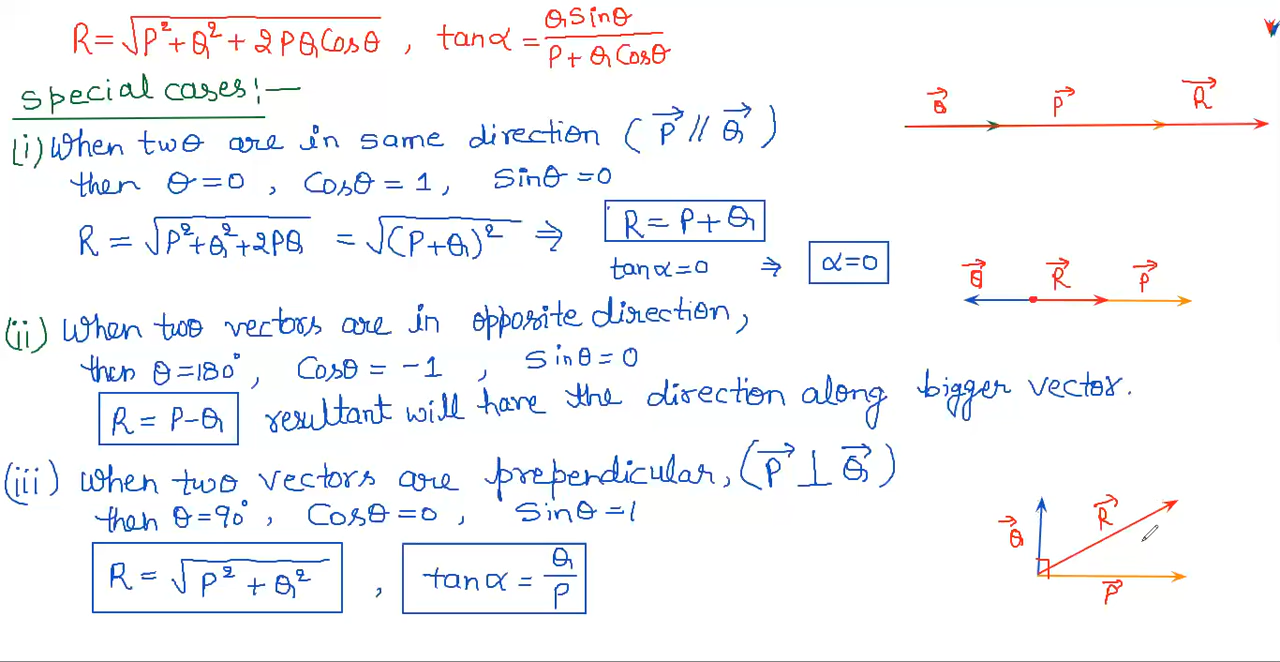 R = √(P² + Q² + 2PQ Cosθ) , tanα = Q Sinθ / (P + Q Cosθ)
Special cases:—
(i) When two are in same direction (P⃗ // Q⃗)
then θ = 0 , Cosθ = 1 , Sinθ = 0
R = √(P² + Q² + 2PQ) = √(P + Q)² ⇒ R = P + Q
tanα = 0 ⇒ α = 0
Q⃗ P⃗ R⃗
(ii) When two vectors are in opposite direction,
then θ = 180° , Cosθ = -1 , Sinθ = 0
R = P - Q resultant will have the direction along bigger vector.
Q⃗ R⃗ P⃗
(iii) When two vectors are prependicular, (P⃗ ⊥ Q⃗)
then θ = 90° , Cosθ = 0 , Sinθ = 1
R = √(P² + Q²) , tanα = Q / P
Q⃗ R⃗
P⃗